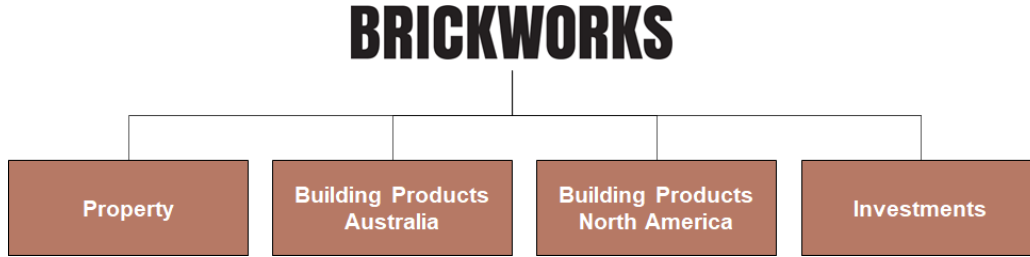 BRICKWORKS
Property
Building Products
Australia
Building Products
North America
Investments